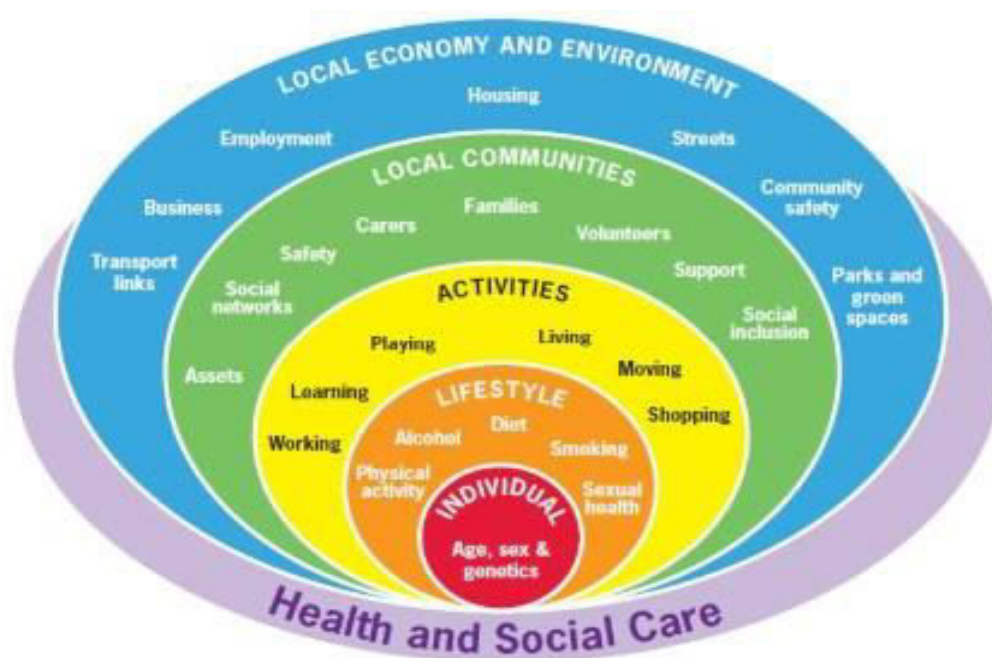 LOCAL ECONOMY AND ENVIRONMENT
Housing
Employment
Streets
Business
Community
safety
Transport
links
Parks and
green
spaces
LOCAL COMMUNITIES
Families
Carers
Volunteers
Safety
Support
Social
networks
Social
inclusion
Assets
ACTIVITIES
Playing
Living
Learning
Moving
Working
Shopping
LIFESTYLE
Diet
Alcohol
Smoking
Physical
activity
Sexual
health
INDIVIDUAL
Age, sex &
genetics
Health and Social Care